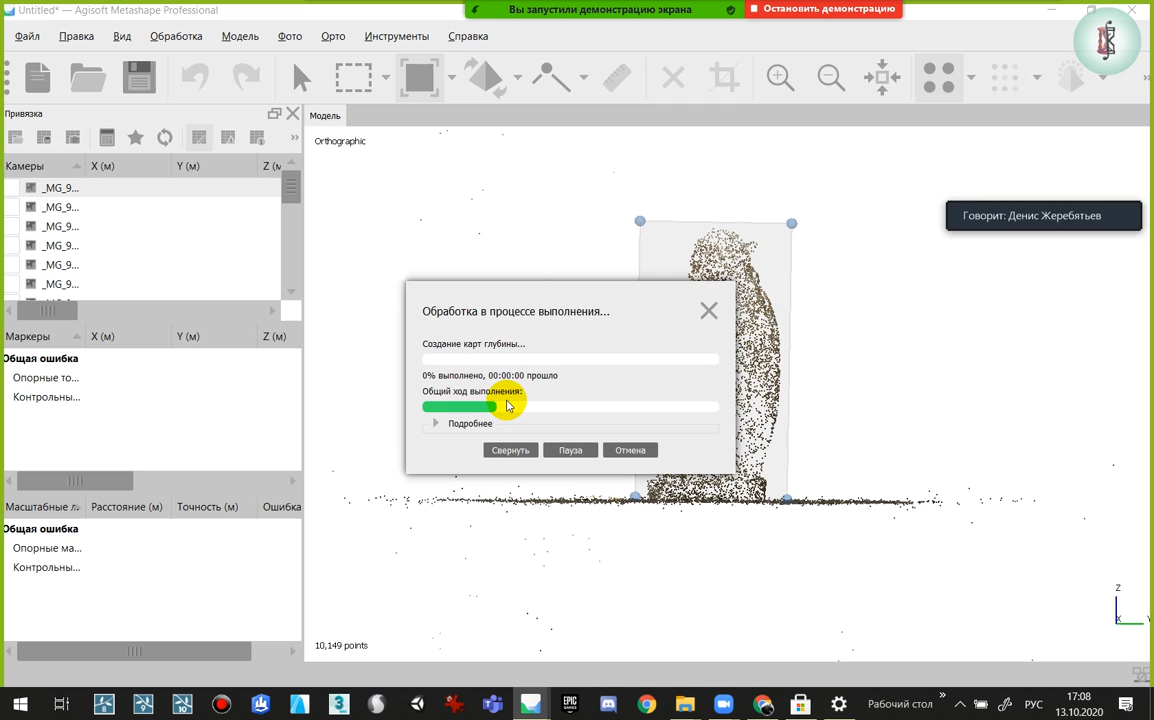 Untitled* — Agisoft Metashape Professional
Вы запустили демонстрацию экрана
Остановить демонстрацию
Файл Правка Вид Обработка Модель Фото Орто Инструменты Справка
Привязка
Модель
Orthographic
Камеры X (м) Y (м) Z (м
_MG_9...
_MG_9...
_MG_9...
_MG_9...
_MG_9...
_MG_9...
Говорит: Денис Жеребятьев
Маркеры X (м) Y (м) Z (м)
Общая ошибка
Опорные то...
Контрольны...
Обработка в процессе выполнения...
Создание карт глубины...
0% выполнено, 00:00:00 прошло
Общий ход выполнения:
Подробнее
Свернуть Пауза Отмена
Масштабные л Расстояние (м) Точность (м) Ошибка
Общая ошибка
Опорные ма...
Контрольны...
Z
X
Y
10,149 points
Рабочий стол
»
РУС
17:08
13.10.2020